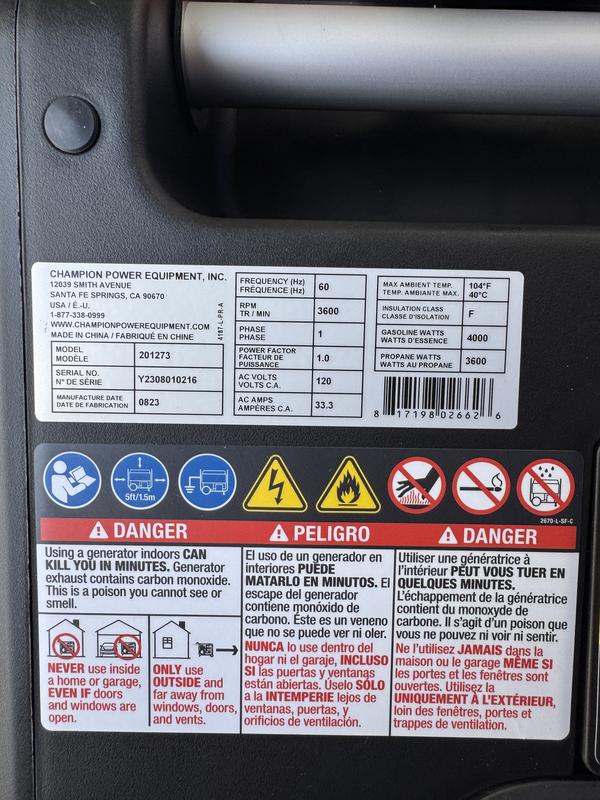 CHAMPION POWER EQUIPMENT, INC.
12039 SMITH AVENUE
SANTA FE SPRINGS, CA 90670
USA / É.-U.
1-877-338-0999
WWW.CHAMPIONPOWEREQUIPMENT.COM
MADE IN CHINA / FABRIQUÉ EN CHINE
4187-L-PR-A
MODEL
MODÈLE
201273
SERIAL NO.
N° DE SÉRIE
Y2308010216
MANUFACTURE DATE
DATE DE FABRICATION
0823
FREQUENCY (Hz)
FRÉQUENCE (Hz)
60
RPM
TR / MIN
3600
PHASE
PHASE
1
POWER FACTOR
FACTEUR DE
PUISSANCE
1.0
AC VOLTS
VOLTS C.A.
120
AC AMPS
AMPÈRES C.A.
33.3
MAX AMBIENT TEMP.
TEMP. AMBIANTE MAX.
104°F
40°C
INSULATION CLASS
CLASSE D'ISOLATION
F
GASOLINE WATTS
WATTS D'ESSENCE
4000
PROPANE WATTS
WATTS AU PROPANE
3600
8 17198 02662 6
5ft/1.5m
2670-L-SF-C
DANGER
Using a generator indoors CAN
KILL YOU IN MINUTES. Generator
exhaust contains carbon monoxide.
This is a poison you cannot see or
smell.
NEVER use inside
a home or garage,
EVEN IF doors
and windows are
open.
ONLY use
OUTSIDE and
far away from
windows, doors,
and vents.
PELIGRO
El uso de un generador en
interiores PUEDE
MATARLO EN MINUTOS. El
escape del generador
contiene monóxido de
carbono. Éste es un veneno
que no se puede ver ni oler.
NUNCA lo use dentro del
hogar ni el garaje, INCLUSO
SI las puertas y ventanas
están abiertas. Úselo SÓLO
a la INTEMPERIE lejos de
ventanas, puertas, y
orificios de ventilación.
DANGER
Utiliser une génératrice à
l'intérieur PEUT VOUS TUER EN
QUELQUES MINUTES.
L'échappement de la génératrice
contient du monoxyde de
carbone. Il s'agit d'un poison que
vous ne pouvez ni voir ni sentir.
Ne l'utilisez JAMAIS dans la
maison ou le garage MÊME SI
les portes et les fenêtres sont
ouvertes. Utilisez la
UNIQUEMENT À L'EXTÉRIEUR,
loin des fenêtres, portes et
trappes de ventilation.